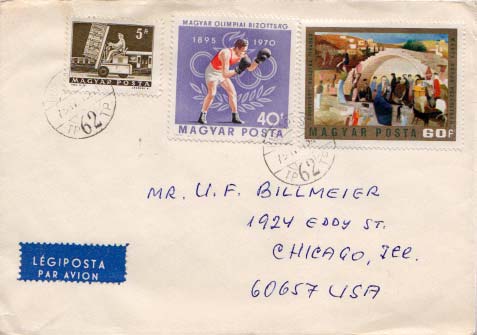 5f
MAGYAR POSTA
MAGYAR OLIMPIAI BIZOTTSÁG
1895 1970
40f
MAGYAR POSTA
MAGYAR POSTA 60f
62
62
MR. U. F. BILLMEIER
1924 EDDY ST.
CHICAGO, ILL.
60657 USA
LÉGIPOSTA
PAR AVION